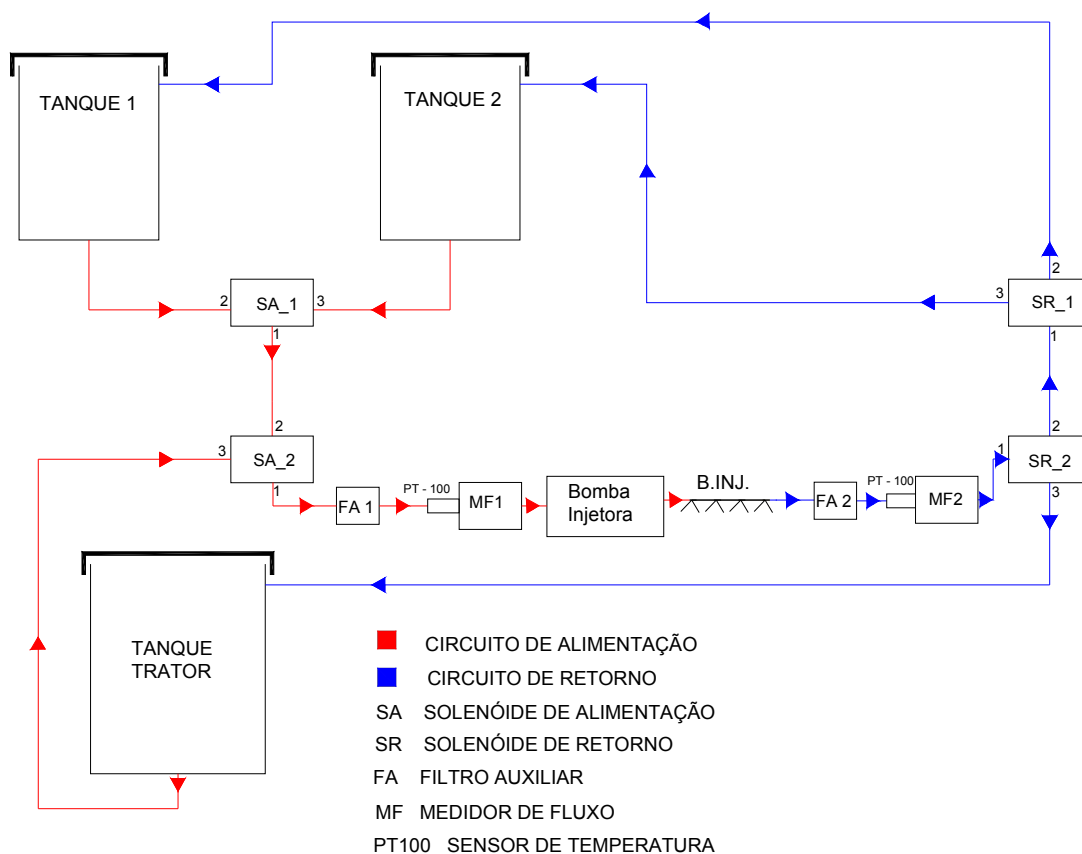 TANQUE 1
TANQUE 2
2
SA_1
3
1
3
SR_1
2
1
2
3
SA_2
1
2
1
SR_2
3
FA 1
PT - 100
MF1
Bomba
Injetora
B.INJ.
FA 2
PT - 100
MF2
TANQUE
TRATOR
CIRCUITO DE ALIMENTAÇÃO
CIRCUITO DE RETORNO
SA SOLENÓIDE DE ALIMENTAÇÃO
SR SOLENÓIDE DE RETORNO
FA FILTRO AUXILIAR
MF MEDIDOR DE FLUXO
PT100 SENSOR DE TEMPERATURA